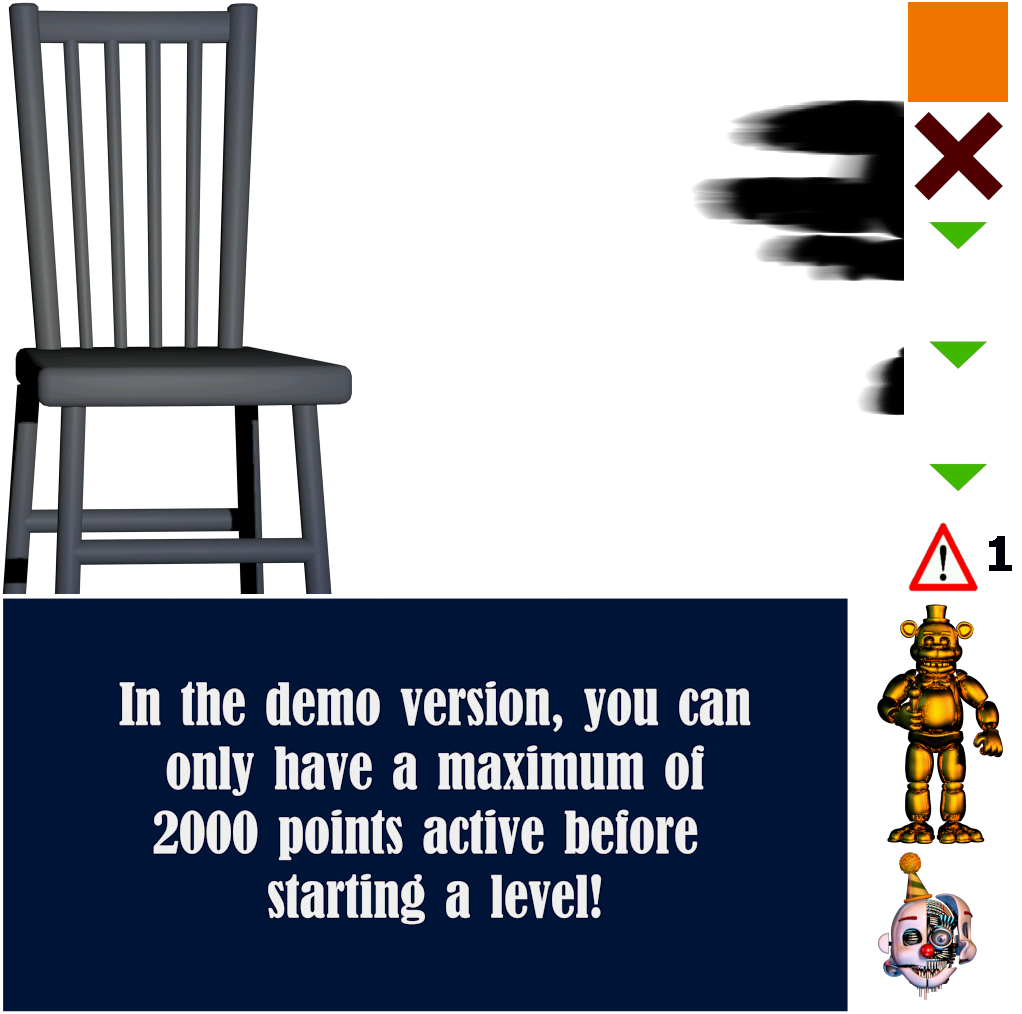 1
In the demo version, you can
only have a maximum of
2000 points active before
starting a level!